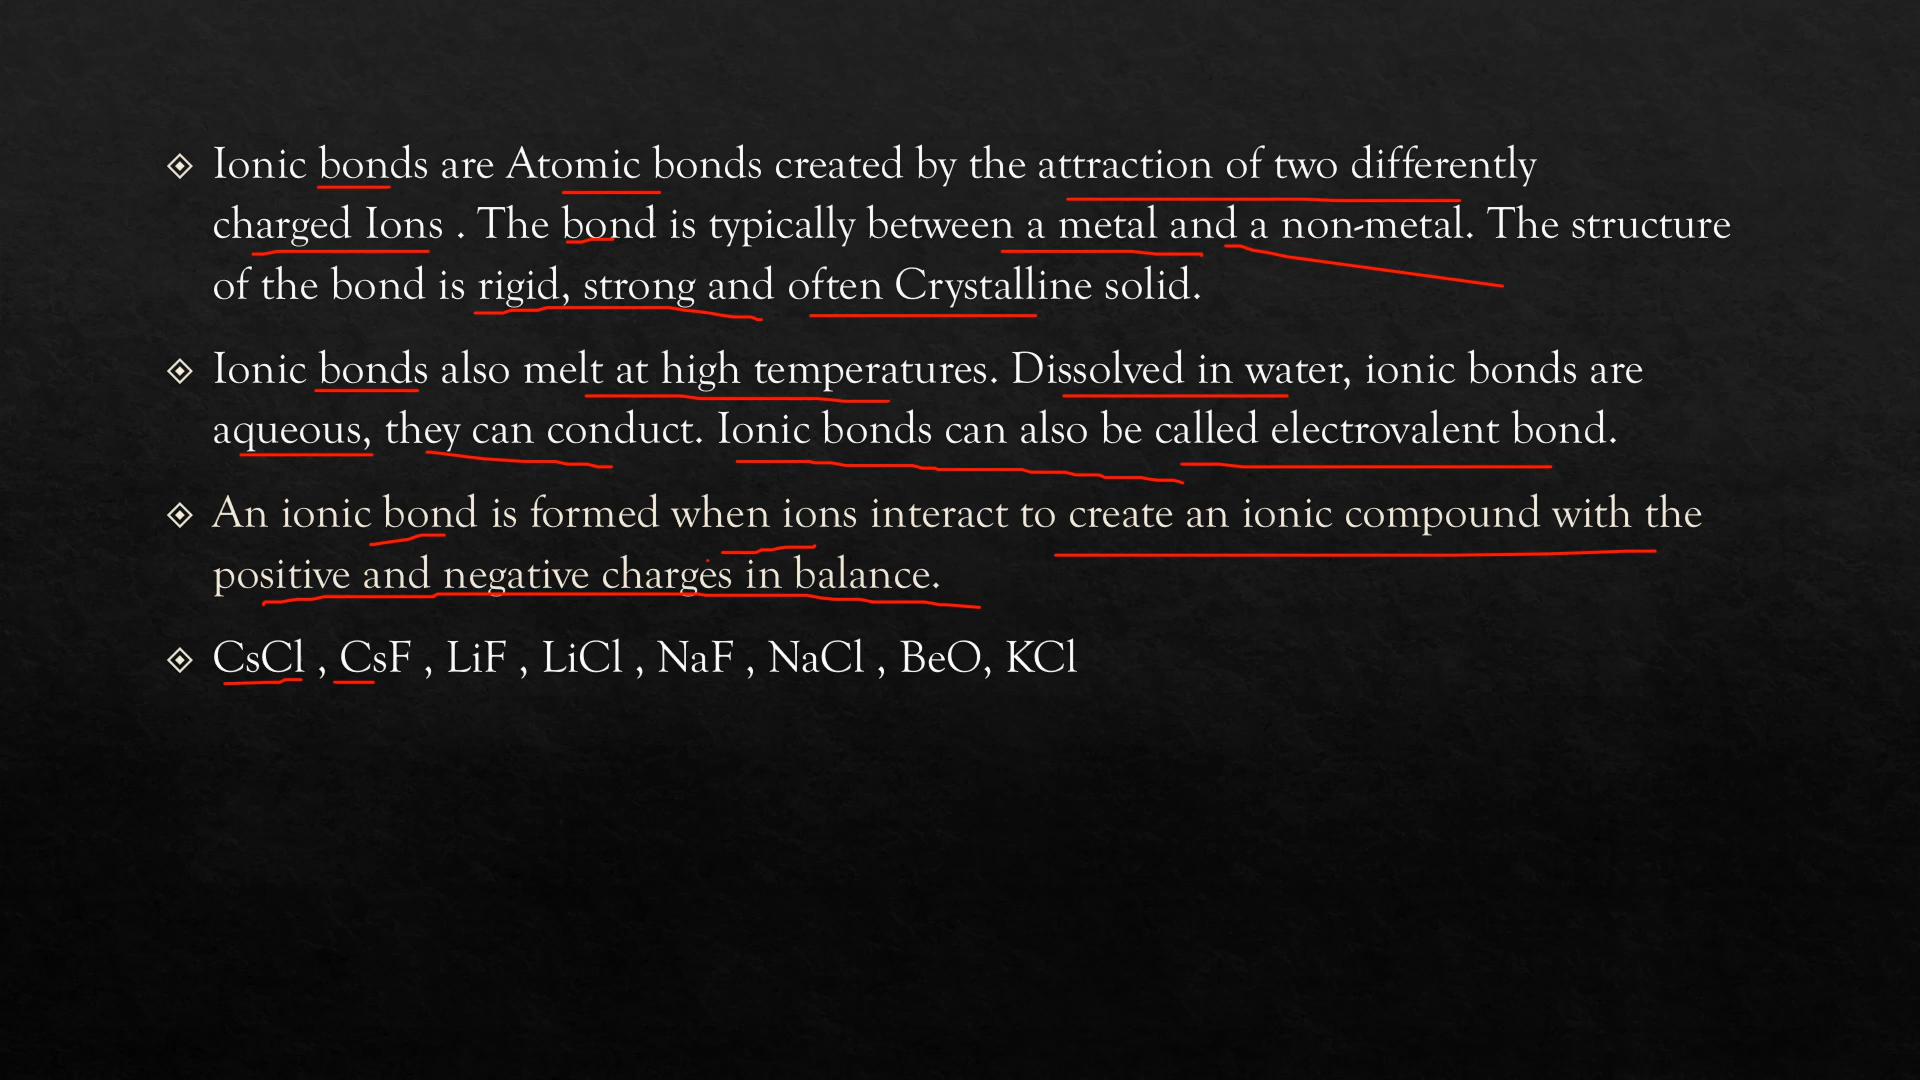 Ionic bonds are Atomic bonds created by the attraction of two differently
charged Ions . The bond is typically between a metal and a non-metal. The structure
of the bond is rigid, strong and often Crystalline solid.
Ionic bonds also melt at high temperatures. Dissolved in water, ionic bonds are
aqueous, they can conduct. Ionic bonds can also be called electrovalent bond.
An ionic bond is formed when ions interact to create an ionic compound with the
positive and negative charges in balance.
CsCl , CsF , LiF , LiCl , NaF , NaCl , BeO, KCl